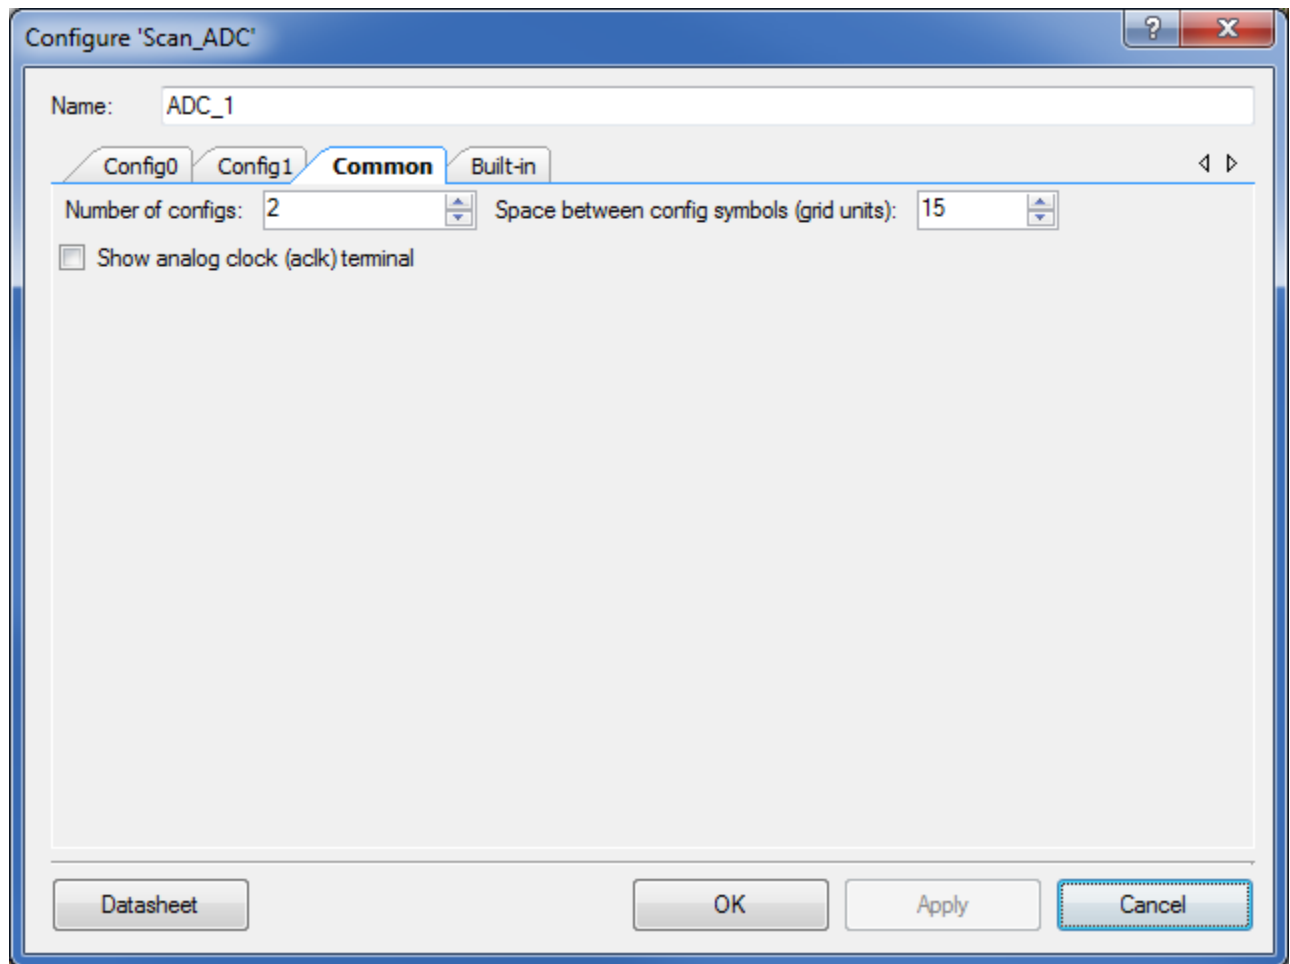 Configure 'Scan_ADC'
?
X
Name: ADC_1
Config0 Config1 Common Built-in
Number of configs: 2 Space between config symbols (grid units): 15
Show analog clock (aclk) terminal
Datasheet OK Apply Cancel